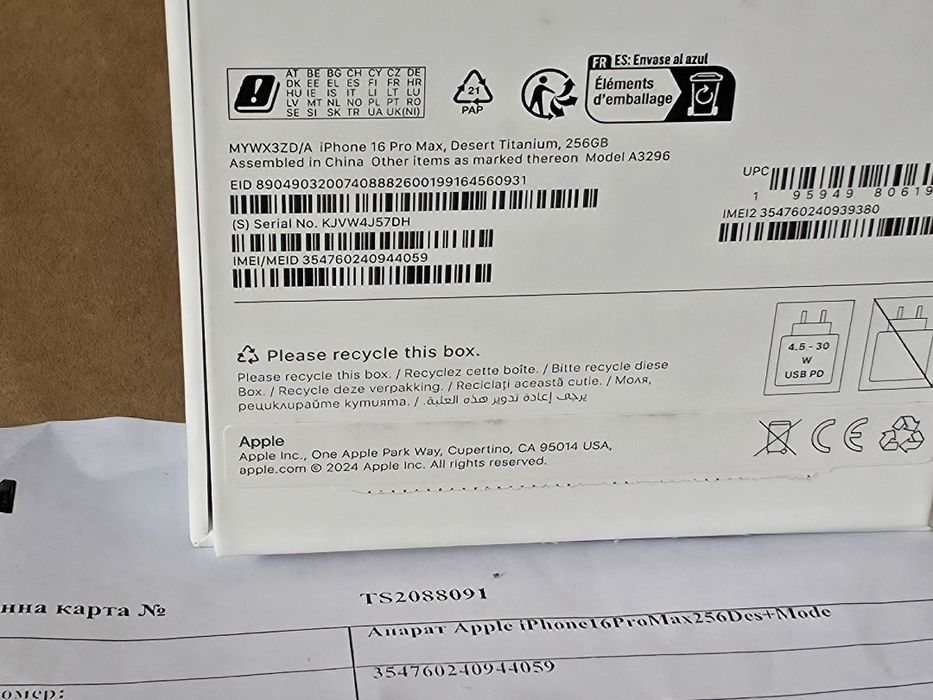 AT BE BG CH CY CZ DE
DK EE EL ES FI FR HR
HU IE IS IT LI LT LU
LV MT NL NO PL PT RO
SE SI SK TR UA UK(NI)
21
PAP
FR ES: Envase al azul
Éléments
d'emballage
MYWX3ZD/A iPhone 16 Pro Max, Desert Titanium, 256GB
Assembled in China Other items as marked thereon Model A3296
EID 89049032007408882600199164560931
(S) Serial No. KJVW4J57DH
IMEI/MEID 354760240944059
UPC
1 95949 80619
IMEI2 354760240939380
4.5 - 30
W
USB PD
Please recycle this box.
Please recycle this box. / Recyclez cette boîte. / Bitte recycle diese
Box. / Recycle deze verpakking. / Reciclați această cutie. / Моля,
рециклирайте кутията. / .يرجى إعادة تدوير هذه العلبة
Apple
Apple Inc., One Apple Park Way, Cupertino, CA 95014 USA,
apple.com © 2024 Apple Inc. All rights reserved.
CE
нна карта № TS2088091
Апарат Apple iPhone16ProMax256Des+Mode
омер: 354760240944059